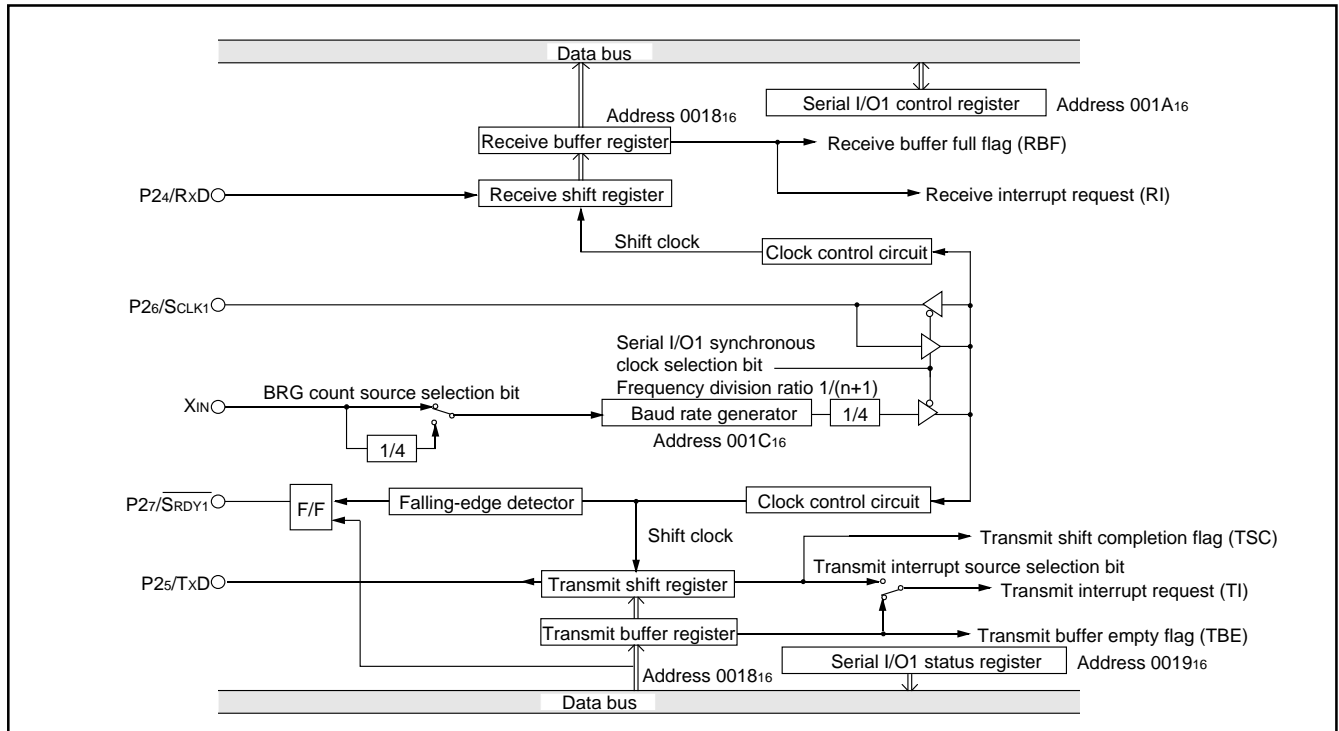 Data bus
Serial I/O1 control register
Address 001A16
Address 001816
Receive buffer register
Receive buffer full flag (RBF)
P24/RXD
Receive shift register
Receive interrupt request (RI)
Shift clock
Clock control circuit
P26/SCLK1
Serial I/O1 synchronous
clock selection bit
BRG count source selection bit
Frequency division ratio 1/(n+1)
XIN
Baud rate generator
1/4
Address 001C16
1/4
P27/SRDY1
F/F
Falling-edge detector
Clock control circuit
Shift clock
Transmit shift completion flag (TSC)
Transmit interrupt source selection bit
P25/TXD
Transmit shift register
Transmit interrupt request (TI)
Transmit buffer register
Transmit buffer empty flag (TBE)
Address 001816
Serial I/O1 status register
Address 001916
Data bus